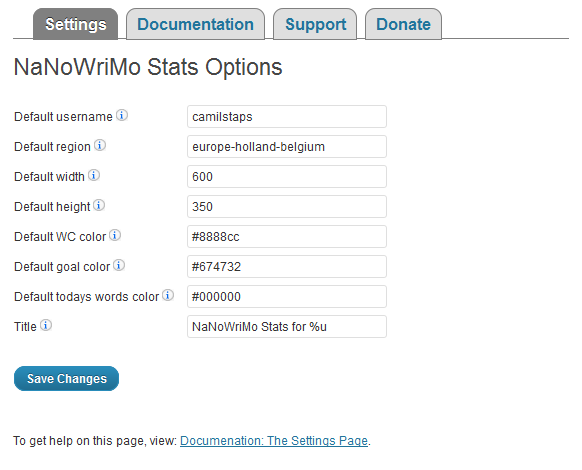 Settings Documentation Support Donate
NaNoWriMo Stats Options
Default username camilstaps
Default region europe-holland-belgium
Default width 600
Default height 350
Default WC color #8888cc
Default goal color #674732
Default todays words color #000000
Title NaNoWriMo Stats for %u
Save Changes
To get help on this page, view: Documenation: The Settings Page.